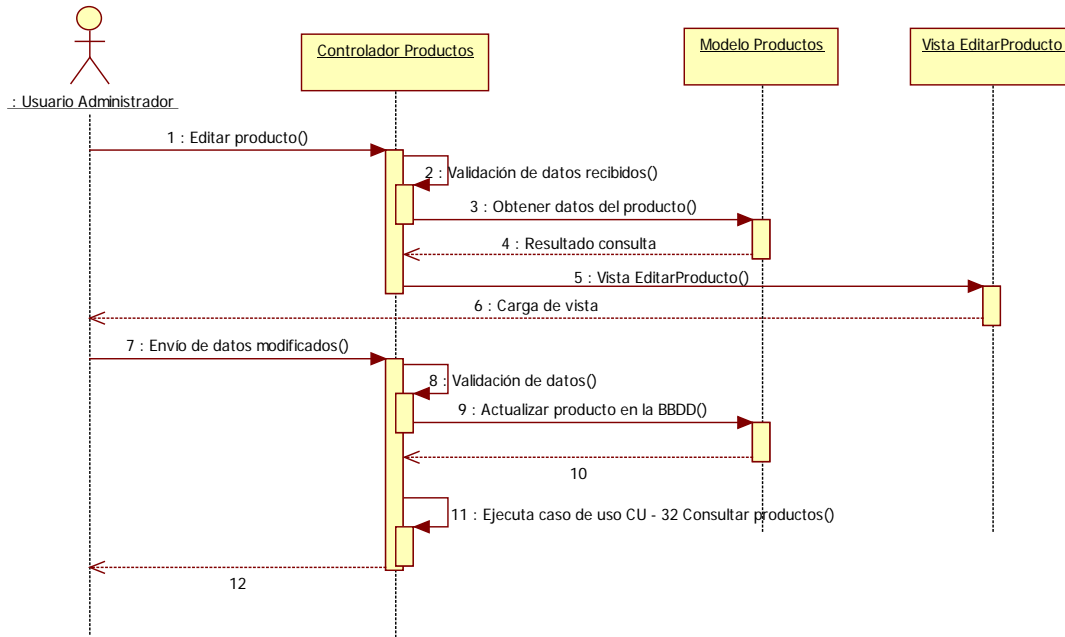 Controlador Productos
Modelo Productos
Vista EditarProducto
: Usuario Administrador
1 : Editar producto()
2 : Validación de datos recibidos()
3 : Obtener datos del producto()
4 : Resultado consulta
5 : Vista EditarProducto()
6 : Carga de vista
7 : Envío de datos modificados()
8 : Validación de datos()
9 : Actualizar producto en la BBDD()
10
11 : Ejecuta caso de uso CU - 32 Consultar productos()
12